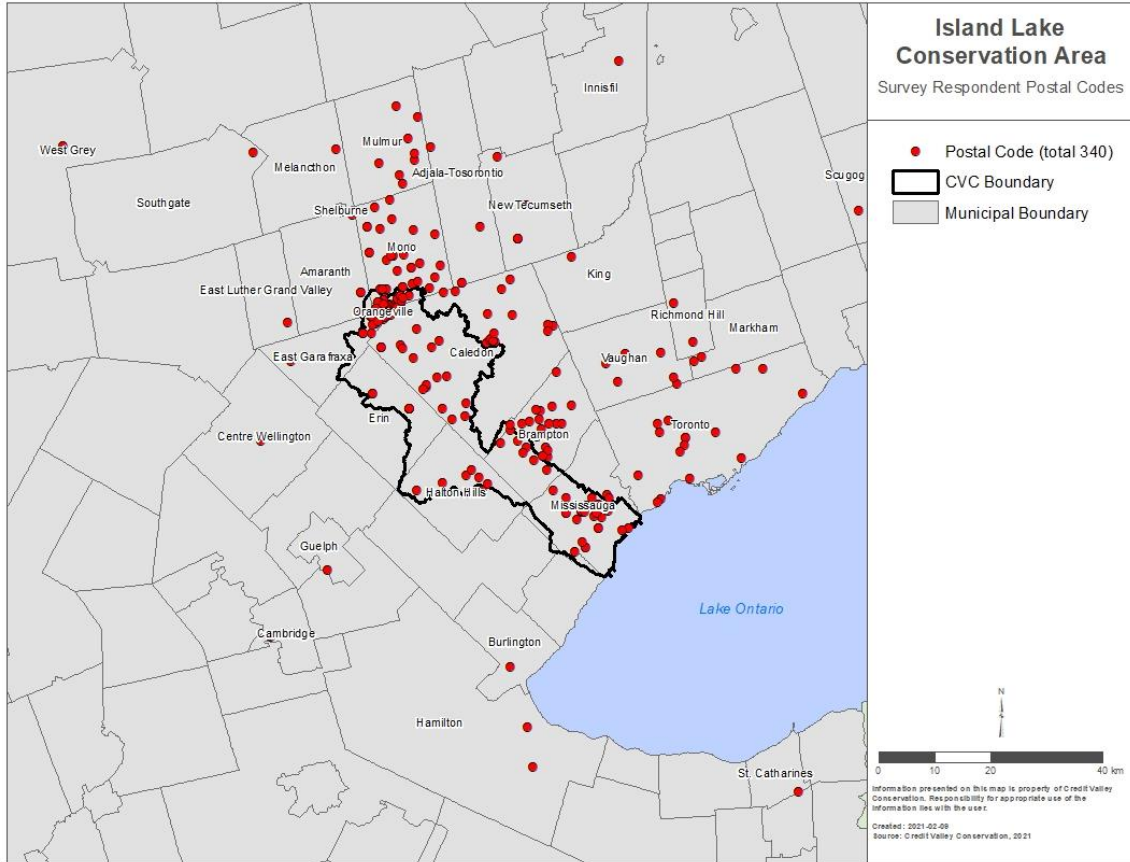 Island Lake
Conservation Area
Survey Respondent Postal Codes
Postal Code (total 340)
CVC Boundary
Municipal Boundary
Innisfil
West Grey
Mulmur
Melancthon
Adjala-Tosorontio
Scugog
Southgate
New Tecumseth
Shelburne
Mono
Amaranth
King
East Luther Grand Valley
Orangeville
Richmond Hill
Markham
East Garafraxa
Caledon
Vaughan
Erin
Toronto
Centre Wellington
Brampton
Halton Hills
Mississauga
Guelph
Lake Ontario
Cambridge
Burlington
Hamilton
St. Catharines
N
0 10 20 40 km
Information presented on this map is property of Credit Valley
Conservation. Responsibility for appropriate use of the
information lies with the user.
Created: 2021-02-09
Source: Credit Valley Conservation, 2021